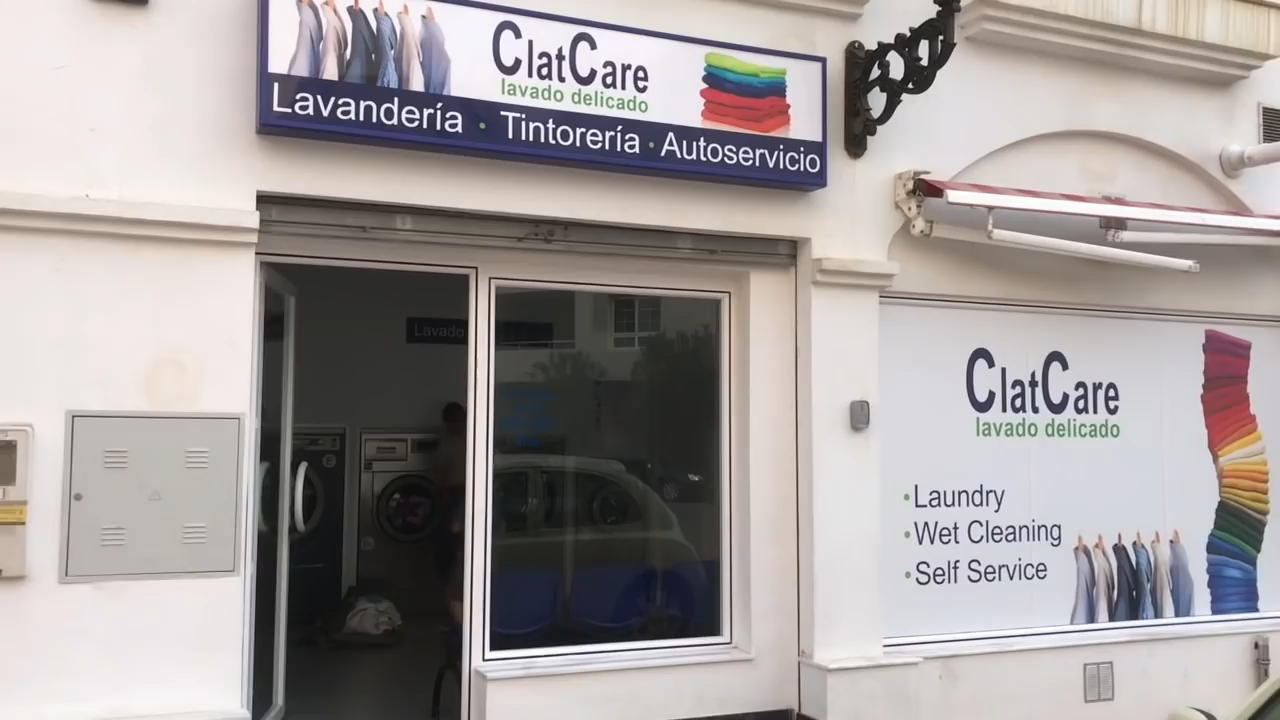 ClatCare
lavado delicado
Lavandería · Tintorería · Autoservicio
Lavado
ClatCare
lavado delicado
•Laundry
•Wet Cleaning
•Self Service